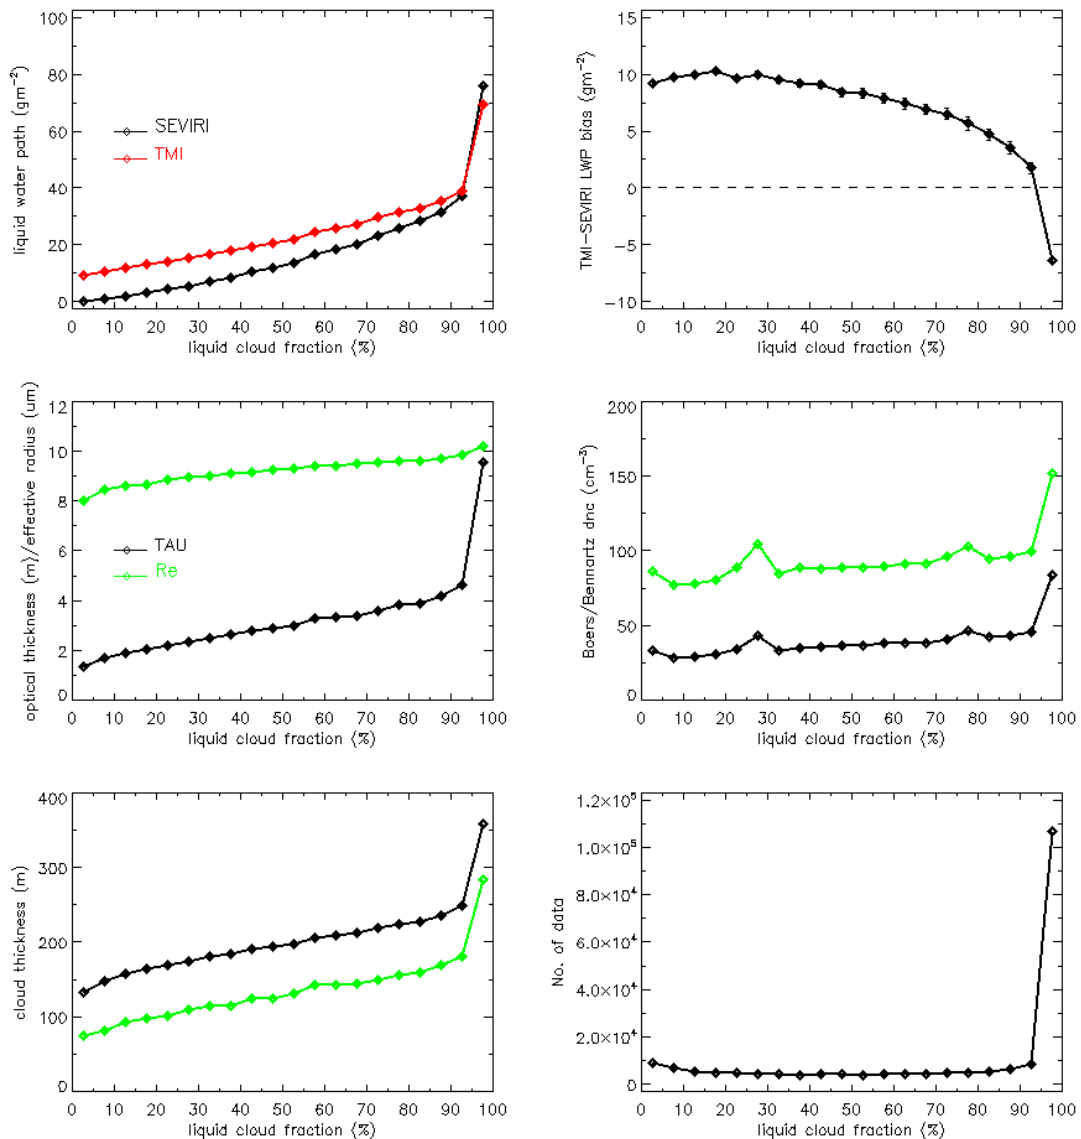 liquid water path (gm⁻²)
100
80
60
40
20
0
SEVIRI
TMI
0 10 20 30 40 50 60 70 80 90 100
liquid cloud fraction (%)
TMI−SEVIRI LWP bias (gm⁻²)
15
10
5
0
−5
−10
0 10 20 30 40 50 60 70 80 90 100
liquid cloud fraction (%)
optical thickness (m)/effective radius (um)
12
10
8
6
4
2
0
TAU
Re
0 10 20 30 40 50 60 70 80 90 100
liquid cloud fraction (%)
Boers/Bennartz dnc (cm⁻³)
200
150
100
50
0
0 10 20 30 40 50 60 70 80 90 100
liquid cloud fraction (%)
cloud thickness (m)
400
300
200
100
0
0 10 20 30 40 50 60 70 80 90 100
liquid cloud fraction (%)
No. of data
1.2×10⁵
1.0×10⁵
8.0×10⁴
6.0×10⁴
4.0×10⁴
2.0×10⁴
0
0 10 20 30 40 50 60 70 80 90 100
liquid cloud fraction (%)